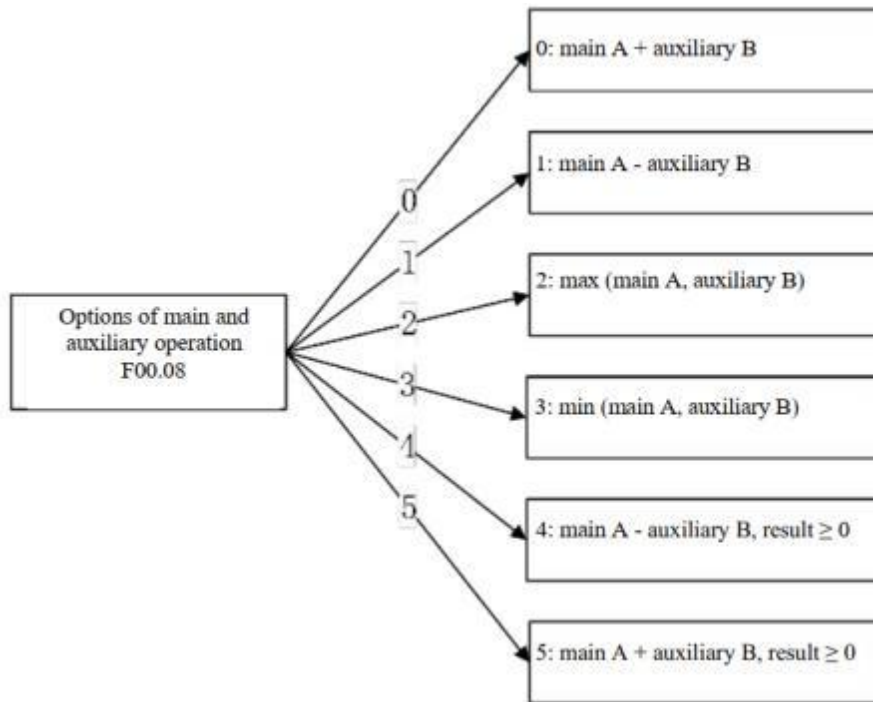 0: main A + auxiliary B
1: main A - auxiliary B
2: max (main A, auxiliary B)
3: min (main A, auxiliary B)
4: main A - auxiliary B, result ≥ 0
5: main A + auxiliary B, result ≥ 0
Options of main and
auxiliary operation
F00.08
0
1
2
3
4
5